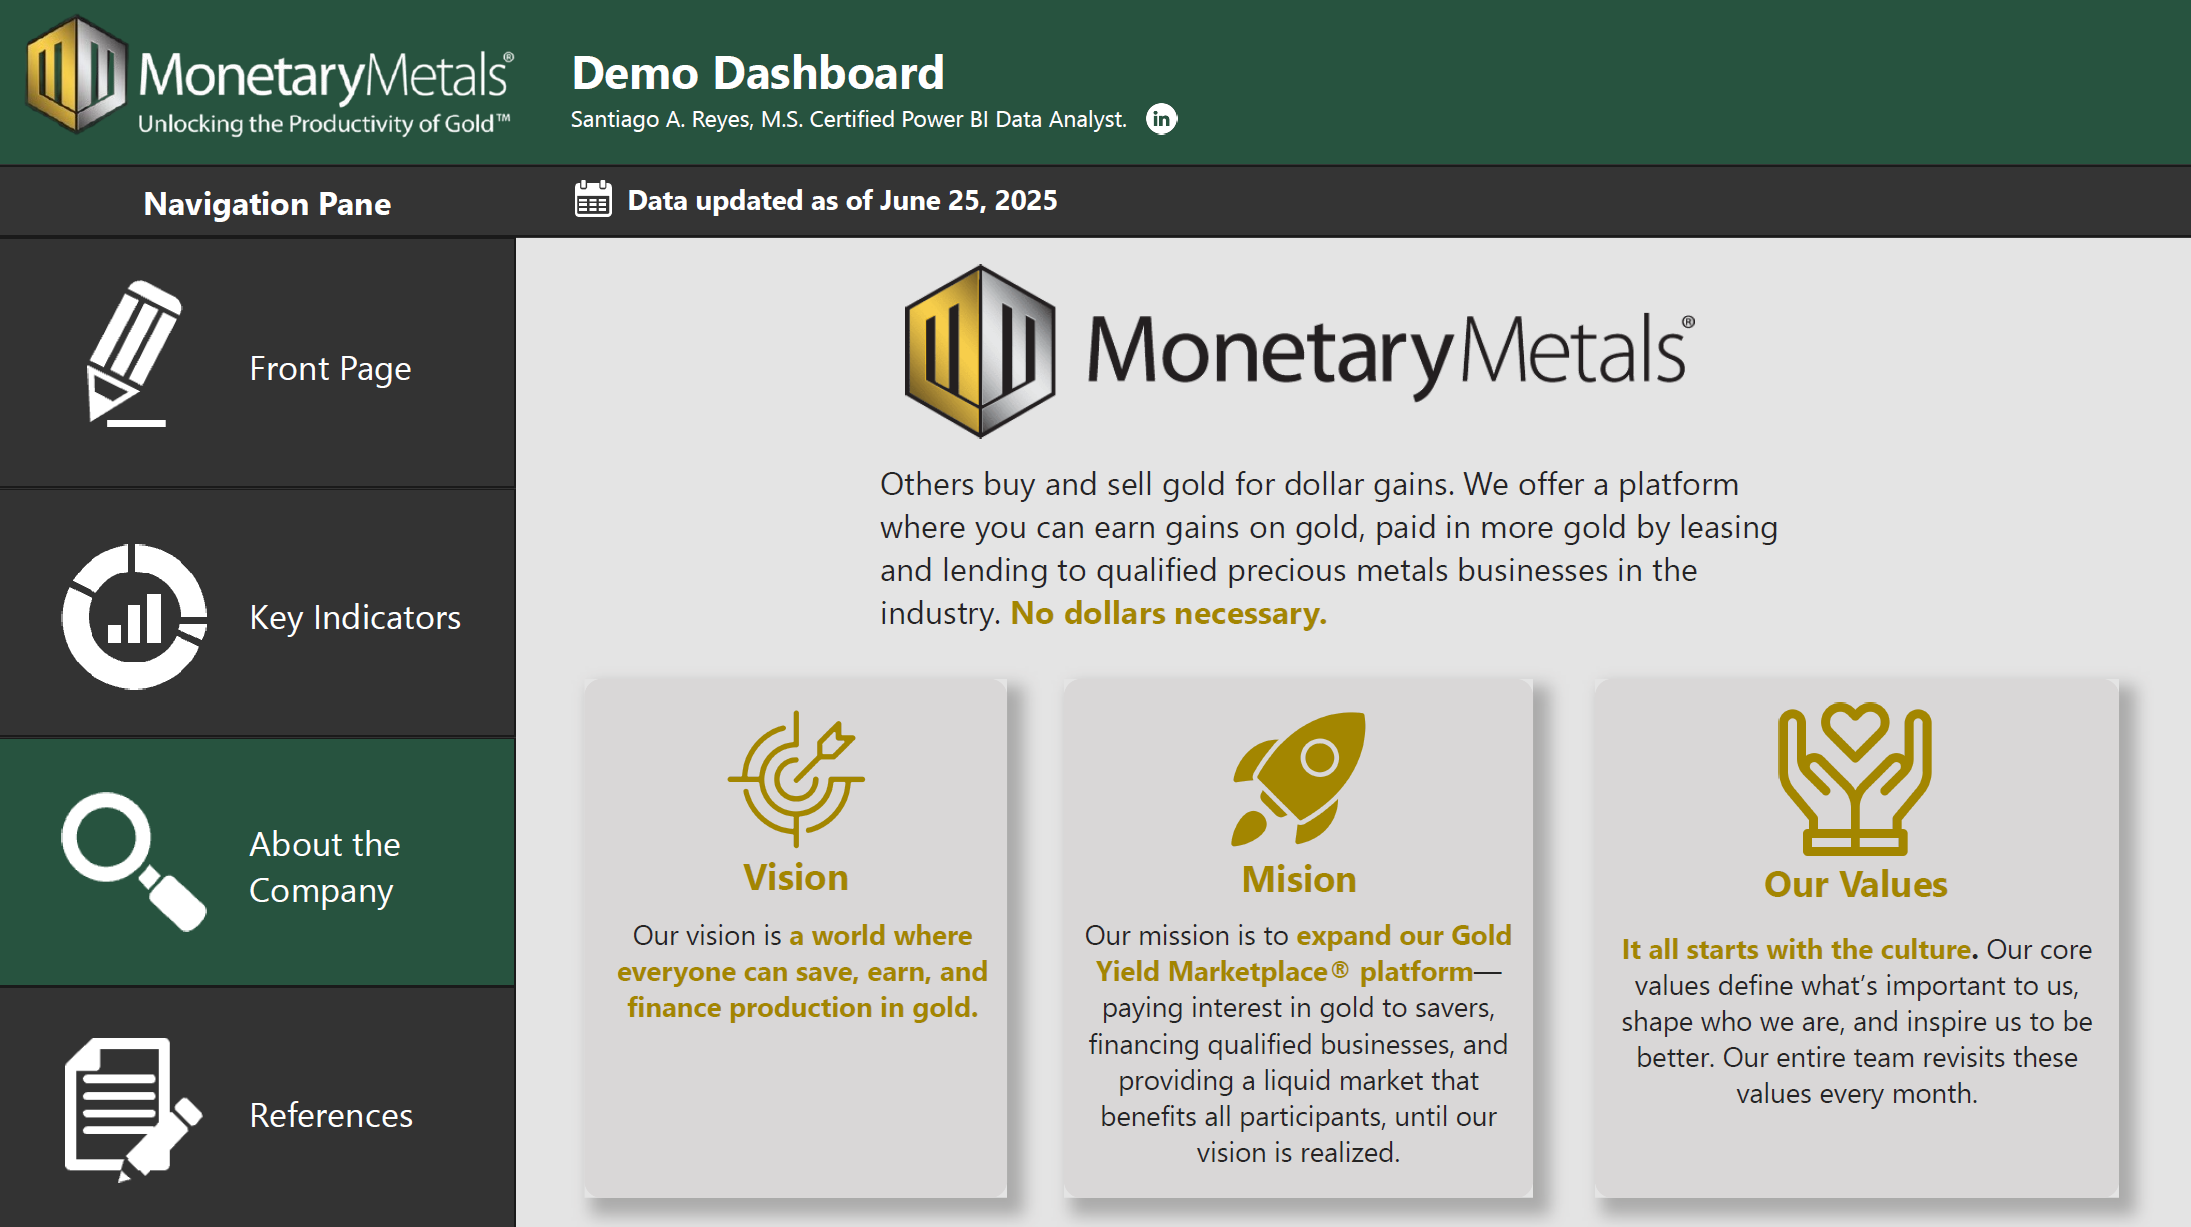 MonetaryMetals®
Unlocking the Productivity of Gold™
Demo Dashboard
Santiago A. Reyes, M.S. Certified Power BI Data Analyst.
in
Navigation Pane
Data updated as of June 25, 2025
Front Page
Key Indicators
About the
Company
References
MonetaryMetals®
Others buy and sell gold for dollar gains. We offer a platform
where you can earn gains on gold, paid in more gold by leasing
and lending to qualified precious metals businesses in the
industry. No dollars necessary.
Vision
Our vision is a world where
everyone can save, earn, and
finance production in gold.
Mision
Our mission is to expand our Gold
Yield Marketplace® platform—
paying interest in gold to savers,
financing qualified businesses, and
providing a liquid market that
benefits all participants, until our
vision is realized.
Our Values
It all starts with the culture. Our core
values define what’s important to us,
shape who we are, and inspire us to be
better. Our entire team revisits these
values every month.